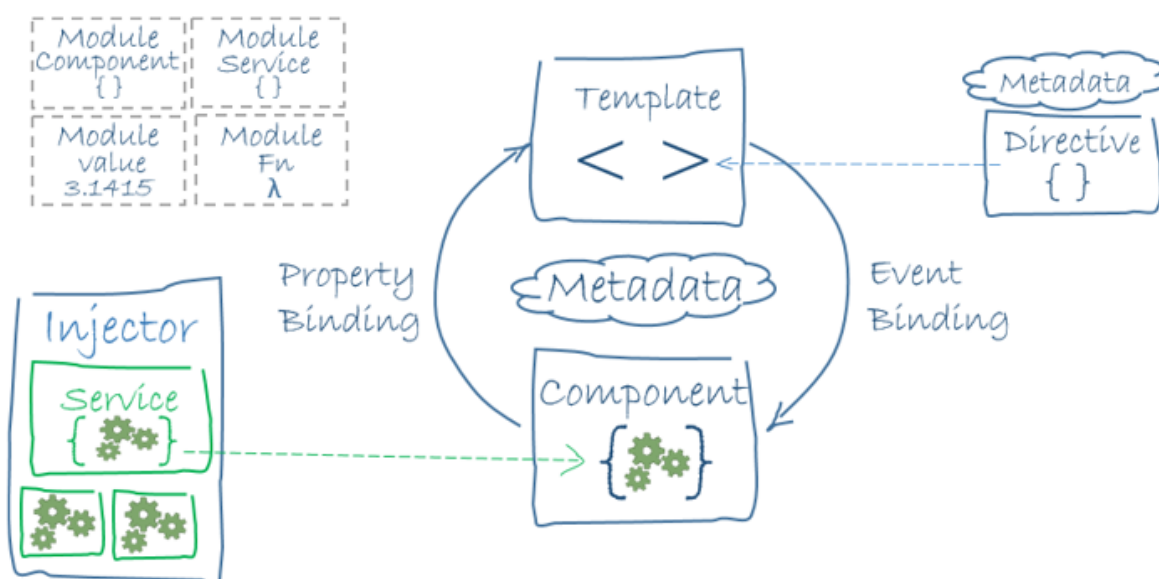 Module
Component
{ }
Module
Service
{ }
Module
value
3.1415
Module
Fn
λ
Template
< >
Metadata
Directive
{ }
Property
Binding
Metadata
Event
Binding
Injector
Service
{ }
Component
{ }